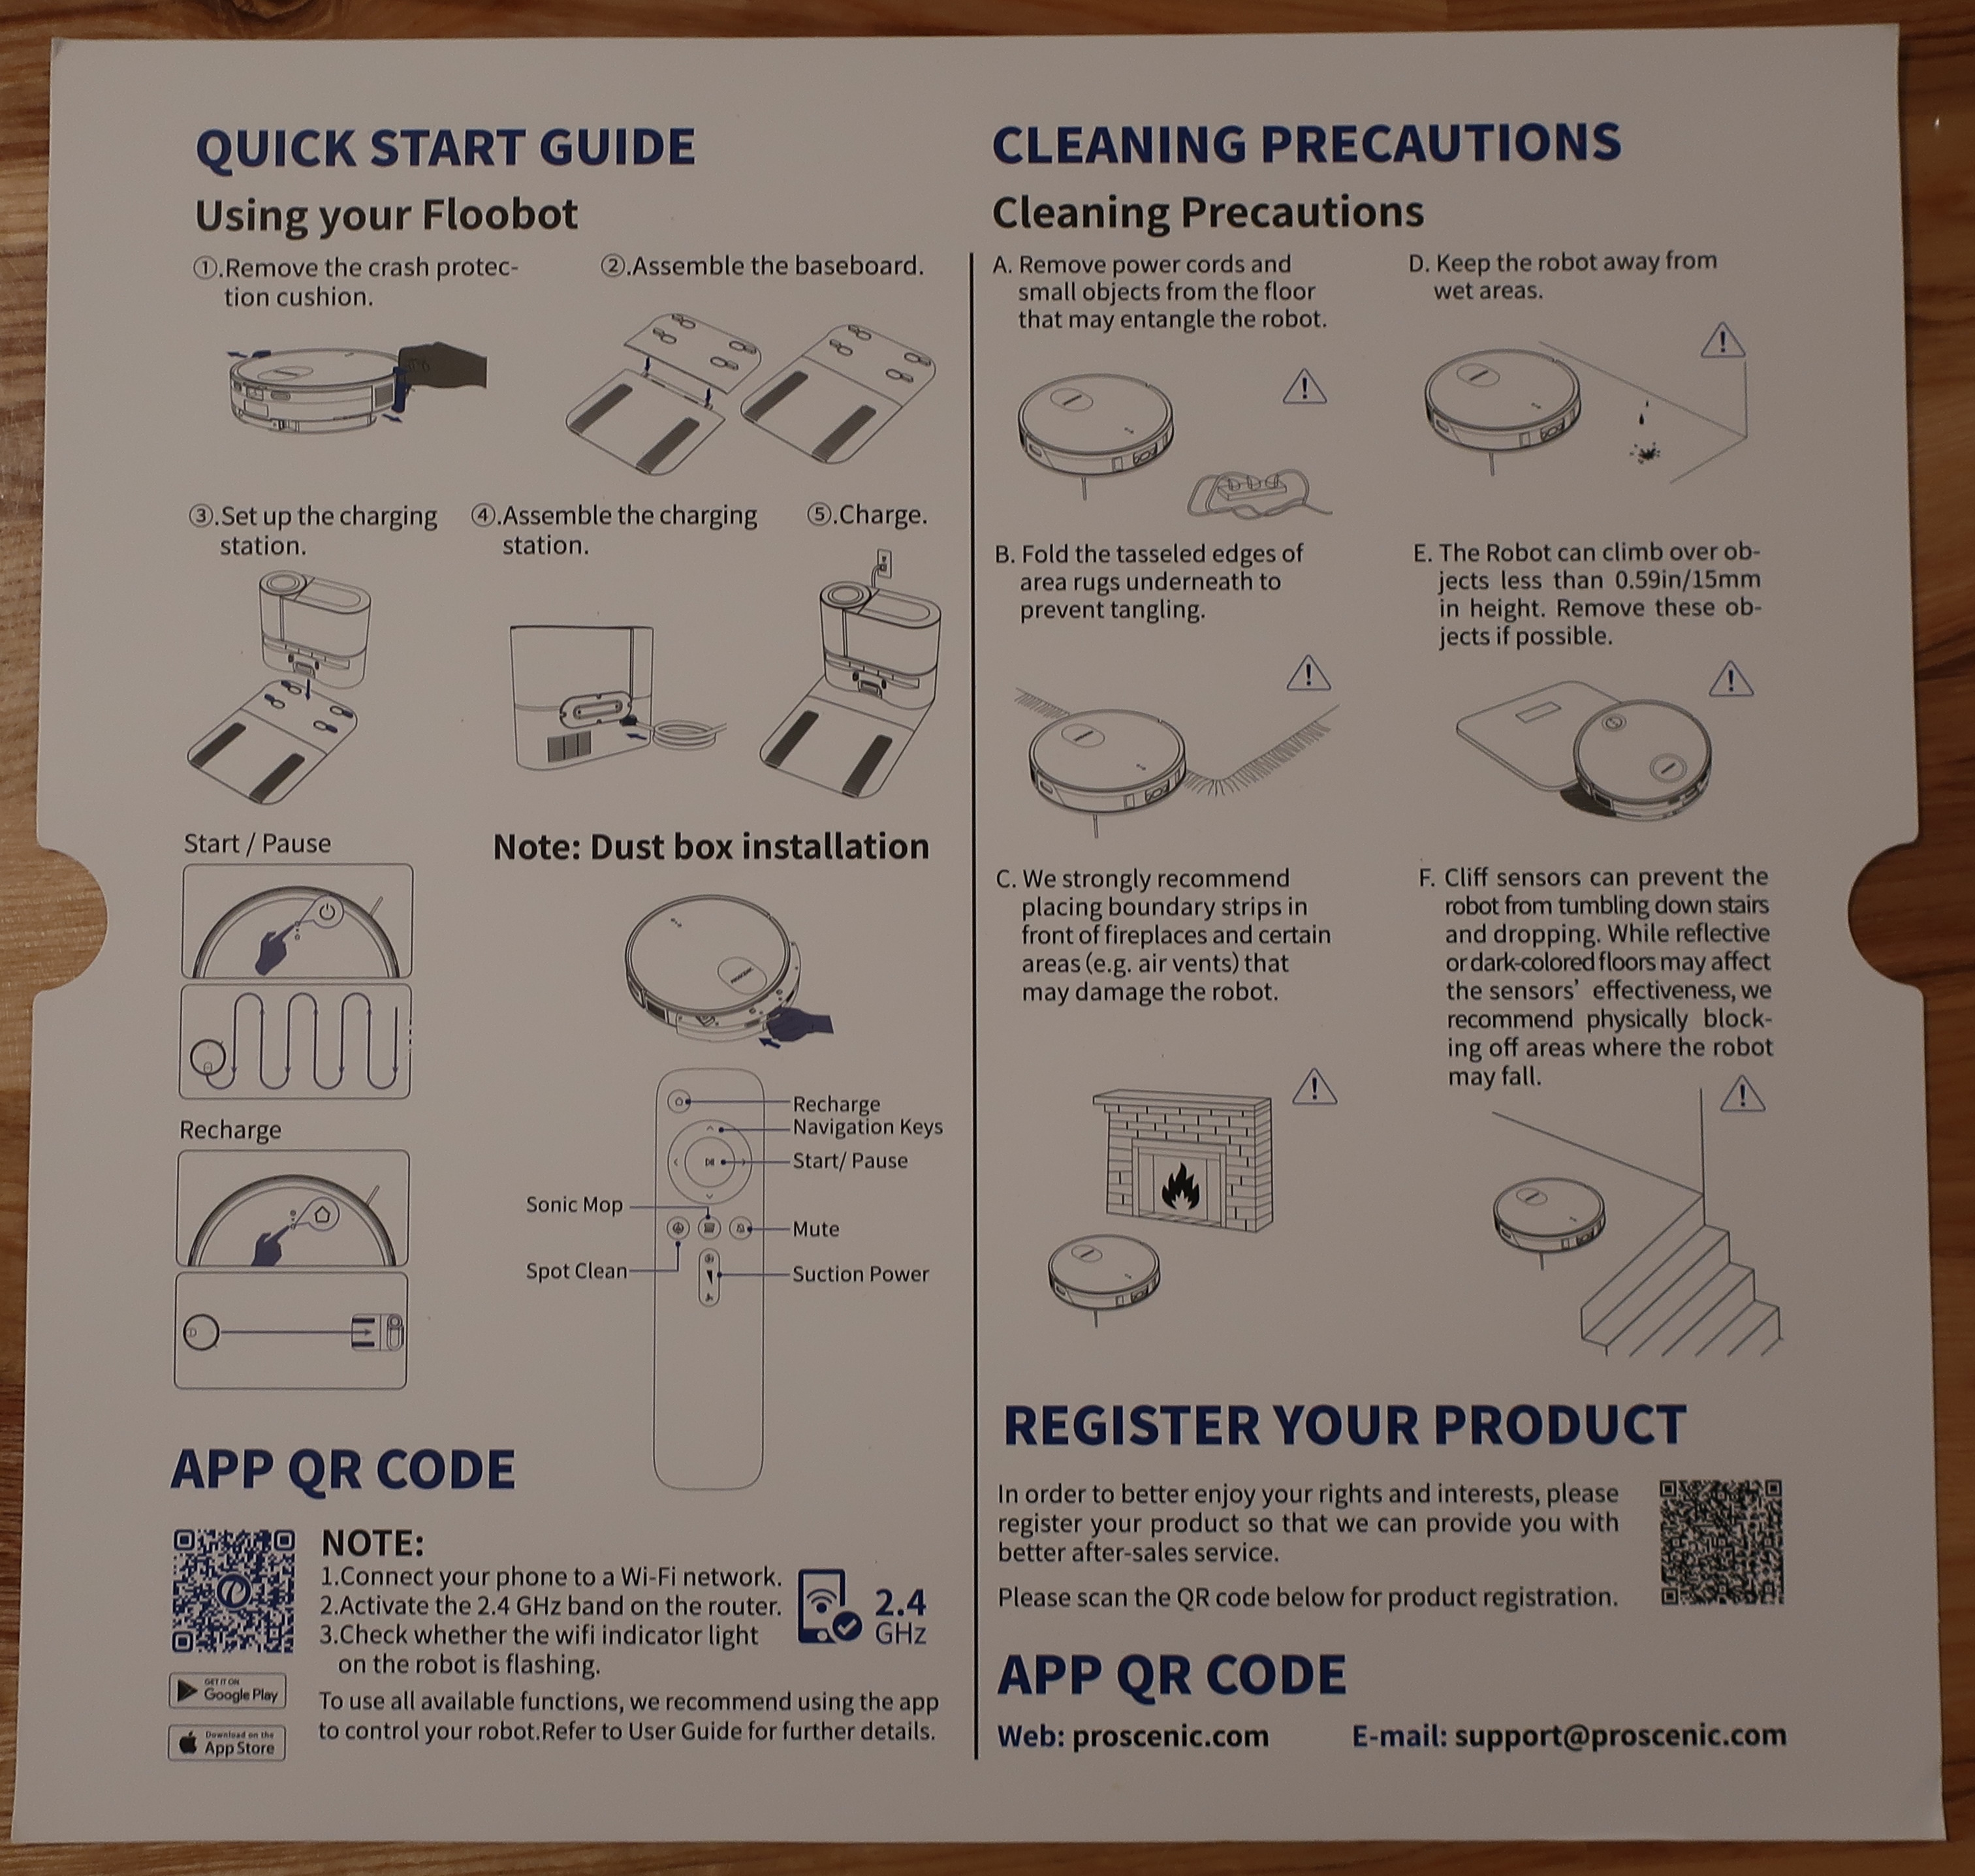 QUICK START GUIDE
Using your Floobot
①.Remove the crash protec-
tion cushion.
②.Assemble the baseboard.
③.Set up the charging
station.
④.Assemble the charging
station.
⑤.Charge.
Start / Pause
Recharge
Note: Dust box installation
Recharge
Navigation Keys
Start/ Pause
Sonic Mop
Mute
Spot Clean
Suction Power
APP QR CODE
NOTE:
1.Connect your phone to a Wi-Fi network.
2.Activate the 2.4 GHz band on the router.
3.Check whether the wifi indicator light
on the robot is flashing.
2.4
GHz
To use all available functions, we recommend using the app
to control your robot.Refer to User Guide for further details.
GET IT ON
Google Play
Download on the
App Store
CLEANING PRECAUTIONS
Cleaning Precautions
A. Remove power cords and
small objects from the floor
that may entangle the robot.
B. Fold the tasseled edges of
area rugs underneath to
prevent tangling.
C. We strongly recommend
placing boundary strips in
front of fireplaces and certain
areas (e.g. air vents) that
may damage the robot.
D. Keep the robot away from
wet areas.
E. The Robot can climb over ob-
jects less than 0.59in/15mm
in height. Remove these ob-
jects if possible.
F. Cliff sensors can prevent the
robot from tumbling down stairs
and dropping. While reflective
or dark-colored floors may affect
the sensors' effectiveness, we
recommend physically block-
ing off areas where the robot
may fall.
REGISTER YOUR PRODUCT
In order to better enjoy your rights and interests, please
register your product so that we can provide you with
better after-sales service.
Please scan the QR code below for product registration.
APP QR CODE
Web: proscenic.com
E-mail: support@proscenic.com